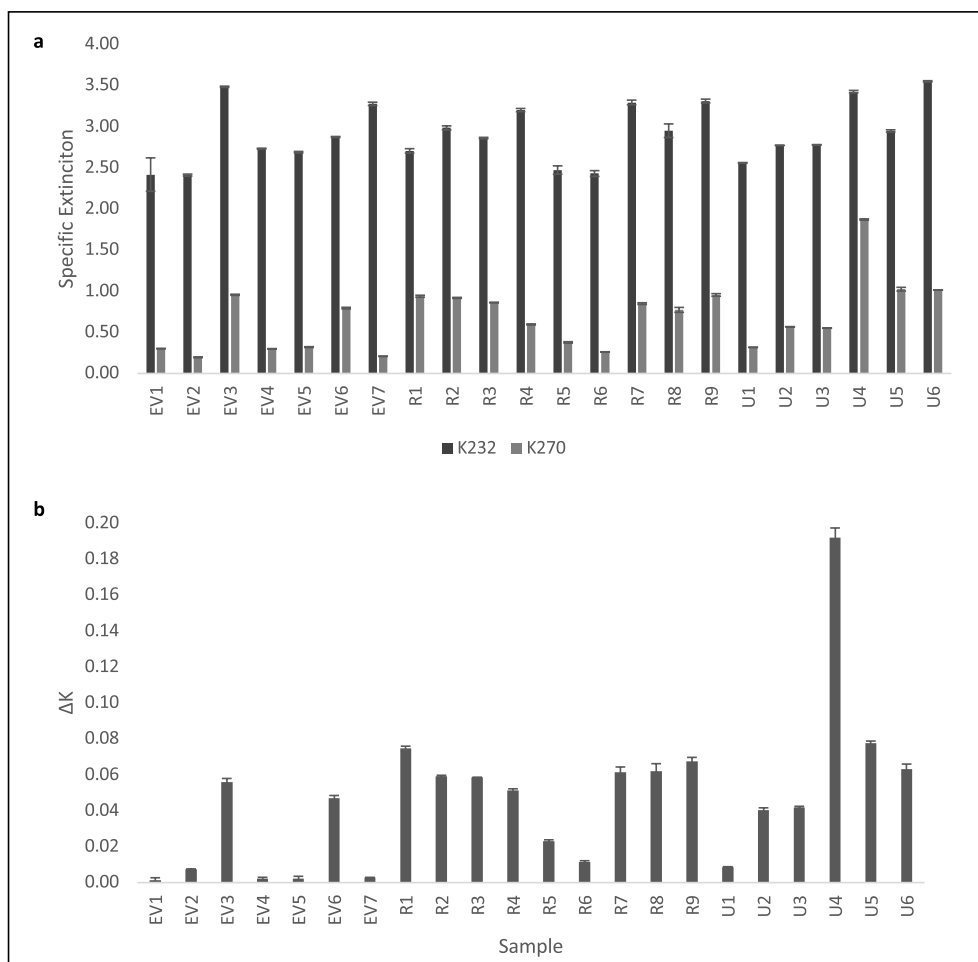 a
4.00
3.50
3.00
2.50
2.00
1.50
1.00
0.50
0.00
Specific Extinciton
EV1 EV2 EV3 EV4 EV5 EV6 EV7 R1 R2 R3 R4 R5 R6 R7 R8 R9 U1 U2 U3 U4 U5 U6
K232 K270
b
0.20
0.18
0.16
0.14
0.12
0.10
0.08
0.06
0.04
0.02
0.00
ΔK
EV1 EV2 EV3 EV4 EV5 EV6 EV7 R1 R2 R3 R4 R5 R6 R7 R8 R9 U1 U2 U3 U4 U5 U6
Sample